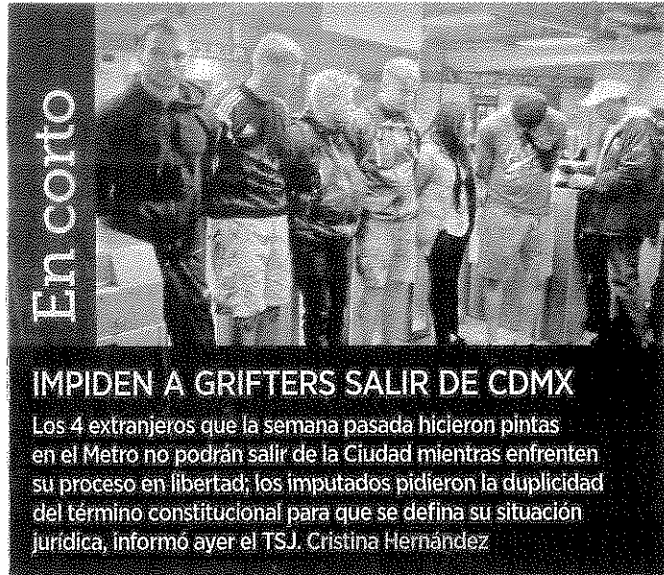 En corto
IMPIDEN A GRIFTERS SALIR DE CDMX
Los 4 extranjeros que la semana pasada hicieron pintas
en el Metro no podrán salir de la Ciudad mientras enfrenten
su proceso en libertad; los imputados pidieron la duplicidad
del término constitucional para que se defina su situación
jurídica, informó ayer el TSJ. Cristina Hernández